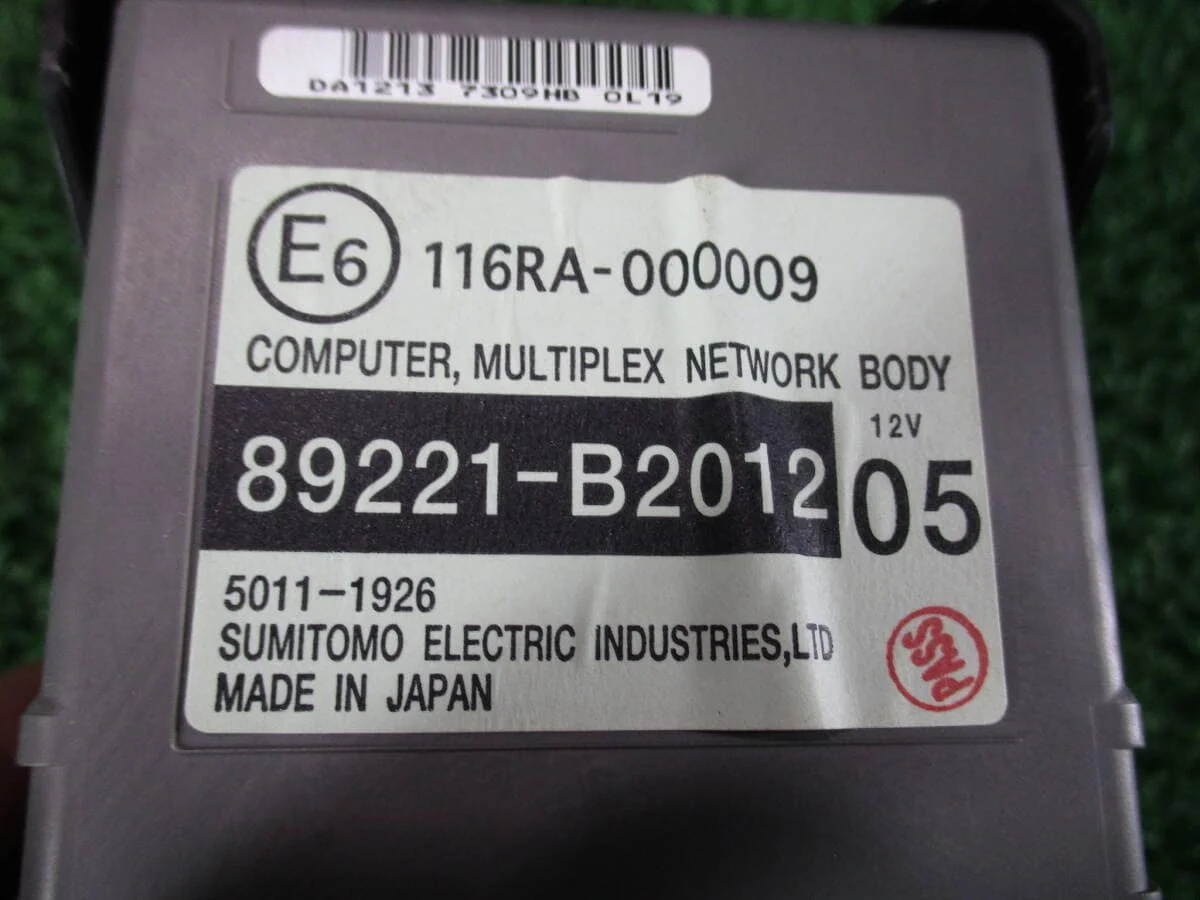 DA1213 7309HB 0L19
E6 116RA-000009
COMPUTER, MULTIPLEX NETWORK BODY
12V
89221-B2012 05
5011-1926
SUMITOMO ELECTRIC INDUSTRIES,LTD
PASS
MADE IN JAPAN